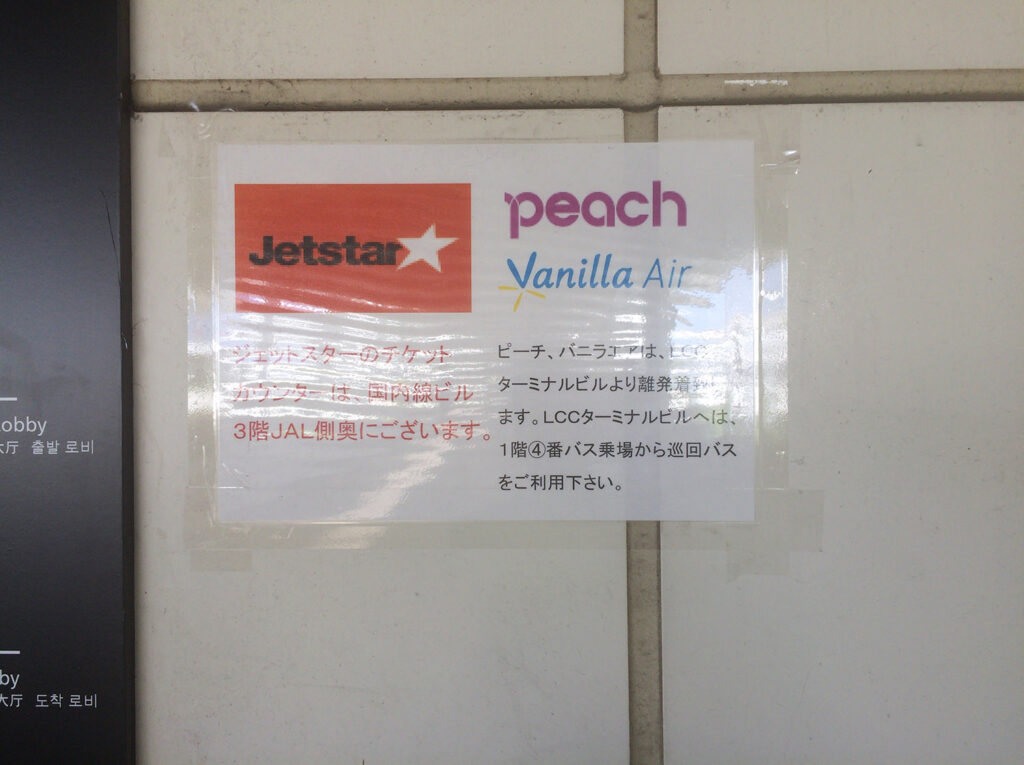 Jetstar
ジェットスターのチケット
カウンターは、国内線ビル
3階JAL側奥にございます。
peach
Vanilla Air
ピーチ、バニラエアは、LCC
ターミナルビルより離発着致し
ます。LCCターミナルビルへは、
1階④番バス乗場から巡回バス
をご利用下さい。
obby
大厅 출발 로비
by
大厅 도착 로비